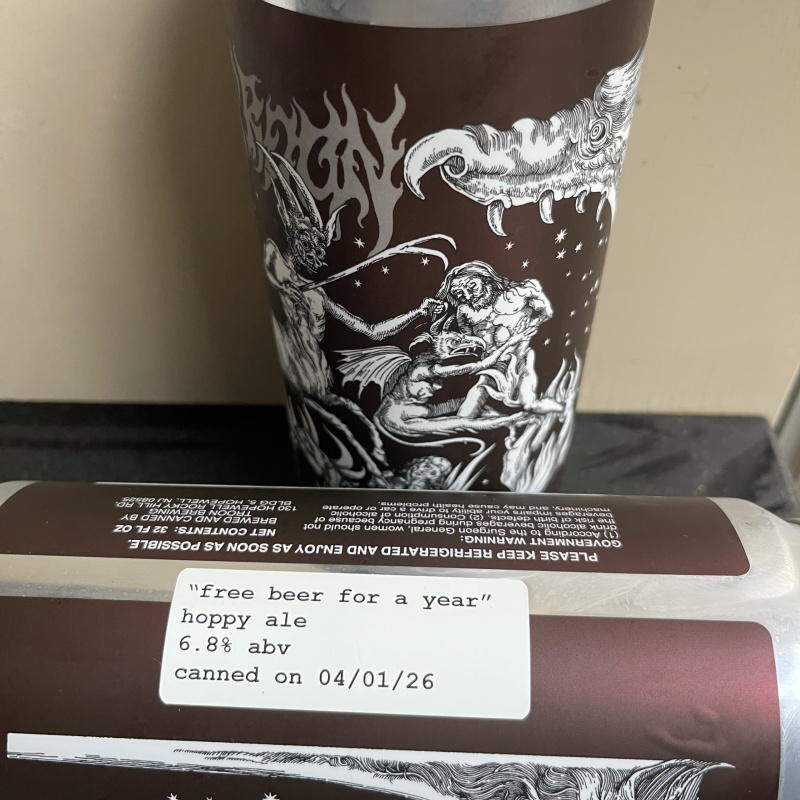 PLEASE KEEP REFRIGERATED AND ENJOY AS SOON AS POSSIBLE.
GOVERNMENT WARNING:
(1) According to the Surgeon General, women should not
drink alcoholic beverages during pregnancy because of
the risk of birth defects. (2) Consumption of alcoholic
beverages impairs your ability to drive a car or operate
machinery, and may cause health problems.
NET CONTENTS: 32 FL OZ
BREWED AND CANNED BY
TROON BREWING
130 HOPEWELL ROCKY HILL RD.
BLDG 5, HOPEWELL, NJ 08525.
“free beer for a year”
hoppy ale
6.8% abv
canned on 04/01/26